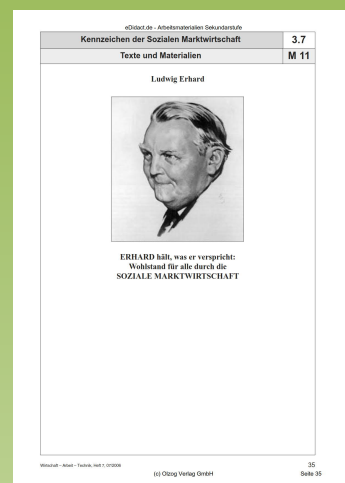 eDidact.de - Arbeitsmaterialien Sekundarstufe
Kennzeichen der Sozialen Marktwirtschaft 3.7
Texte und Materialien M 11
Ludwig Erhard
ERHARD hält, was er verspricht:
Wohlstand für alle durch die
SOZIALE MARKTWIRTSCHAFT
Wirtschaft – Arbeit – Technik, Heft 7, 01/2006 35
(c) Olzog Verlag GmbH Seite 35